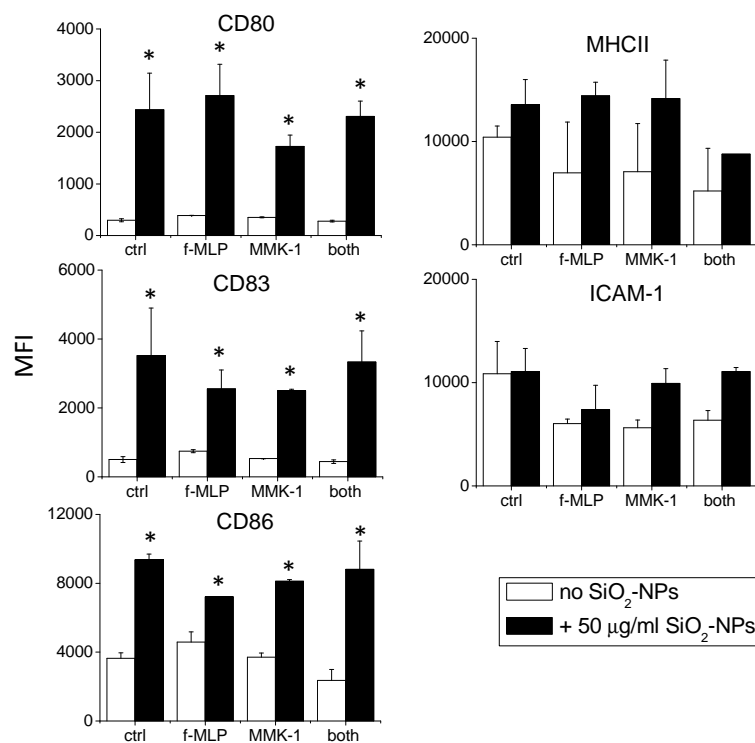 CD80
4000
3000
2000
1000
0
* * * *
ctrl f-MLP MMK-1 both
MHCII
20000
10000
0
ctrl f-MLP MMK-1 both
MFI
CD83
6000
4000
2000
0
* * * *
ctrl f-MLP MMK-1 both
ICAM-1
20000
10000
0
ctrl f-MLP MMK-1 both
CD86
12000
8000
4000
0
* * * *
ctrl f-MLP MMK-1 both
no SiO₂-NPs
+ 50 μg/ml SiO₂-NPs